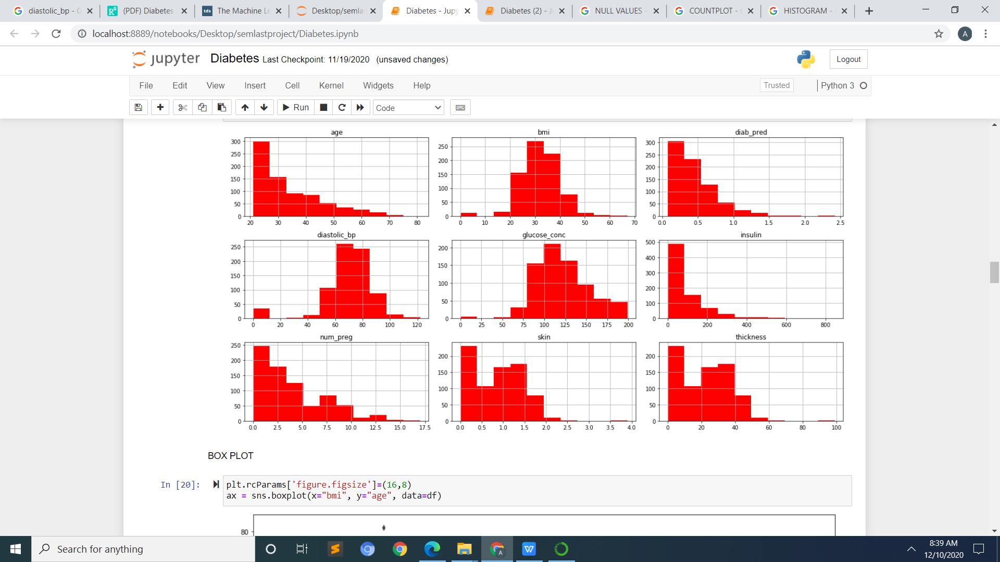 diastolic_bp - G
(PDF) Diabetes
tds The Machine Le
Desktop/semla
Diabetes - Jupy
Diabetes (2) - J
NULL VALUES -
COUNTPLOT -
HISTOGRAM -
localhost:8889/notebooks/Desktop/semlastproject/Diabetes.ipynb
A
jupyter Diabetes Last Checkpoint: 11/19/2020 (unsaved changes)
Logout
File Edit View Insert Cell Kernel Widgets Help
Trusted Python 3
Run Code
age
300
250
200
150
100
50
0
20 30 40 50 60 70 80
bmi
250
200
150
100
50
0
0 10 20 30 40 50 60 70
diab_pred
300
250
200
150
100
50
0
0.0 0.5 1.0 1.5 2.0 2.5
diastolic_bp
250
200
150
100
50
0
0 20 40 60 80 100 120
glucose_conc
200
150
100
50
0
0 25 50 75 100 125 150 175 200
insulin
500
400
300
200
100
0
0 200 400 600 800
num_preg
250
200
150
100
50
0
0.0 2.5 5.0 7.5 10.0 12.5 15.0 17.5
skin
200
150
100
50
0
0.0 0.5 1.0 1.5 2.0 2.5 3.0 3.5 4.0
thickness
200
150
100
50
0
0 20 40 60 80 100
BOX PLOT
In [20]:
plt.rcParams['figure.figsize']=(16,8)
ax = sns.boxplot(x="bmi", y="age", data=df)
80
Search for anything
A
W
8:39 AM
12/10/2020